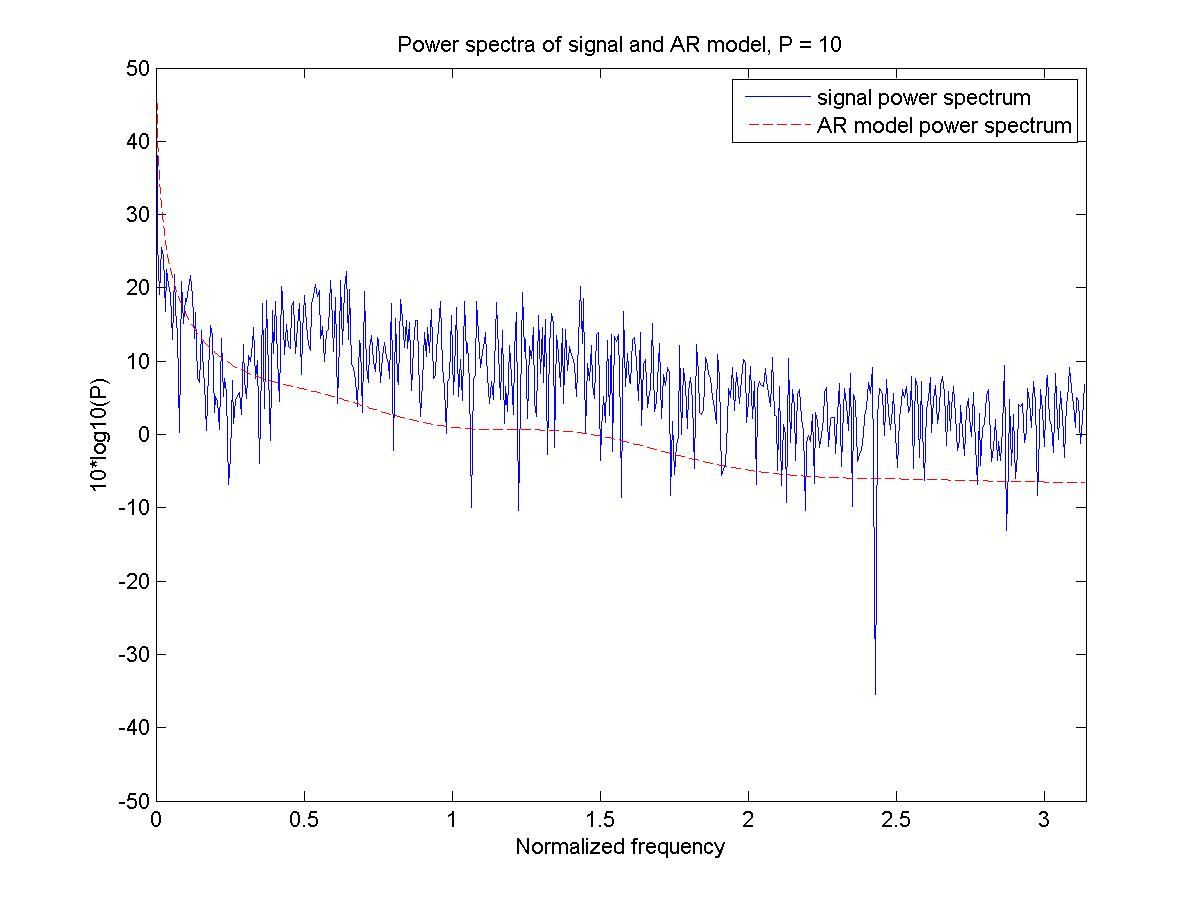 Power spectra of signal and AR model, P = 10
signal power spectrum
AR model power spectrum
10*log10(P)
50
40
30
20
10
0
-10
-20
-30
-40
-50
0 0.5 1 1.5 2 2.5 3
Normalized frequency